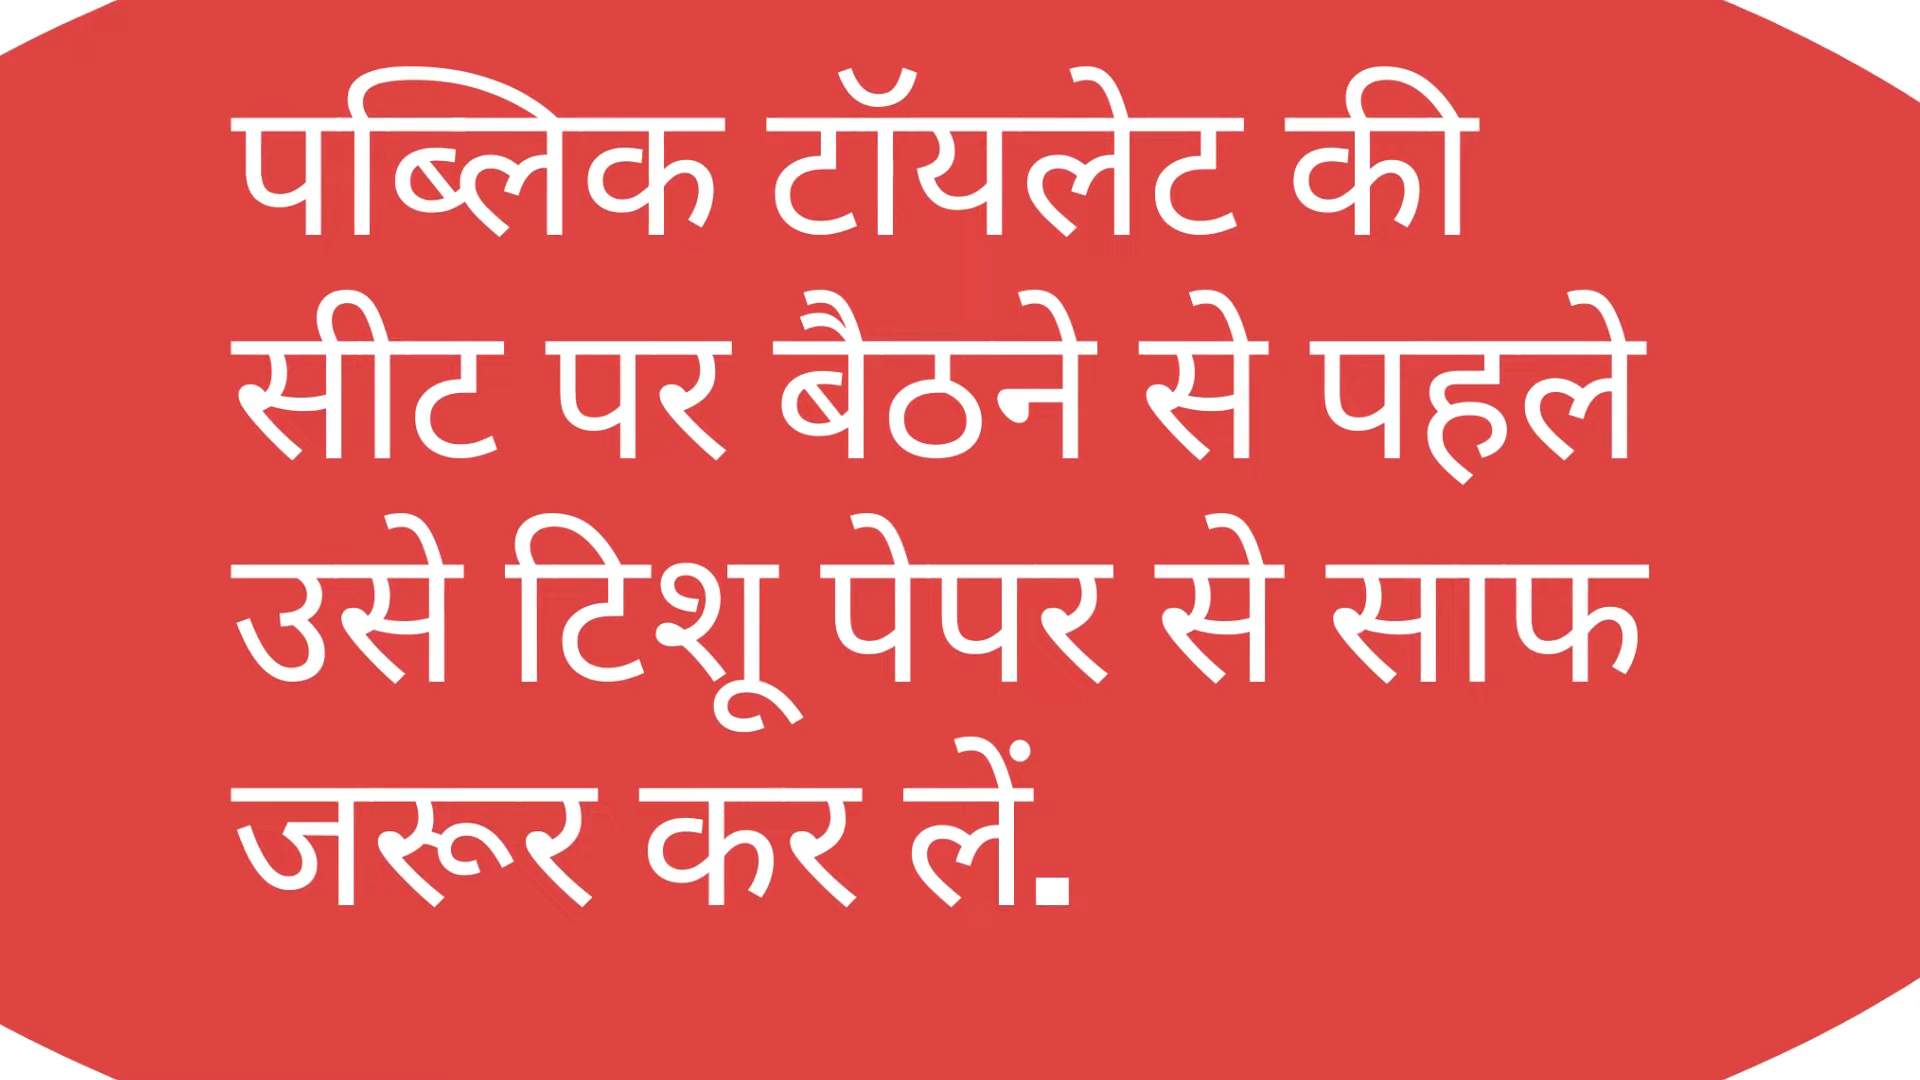 पब्लिक टॉयलेट की
सीट पर बैठने से पहले
उसे टिशू पेपर से साफ
जरूर कर लें.